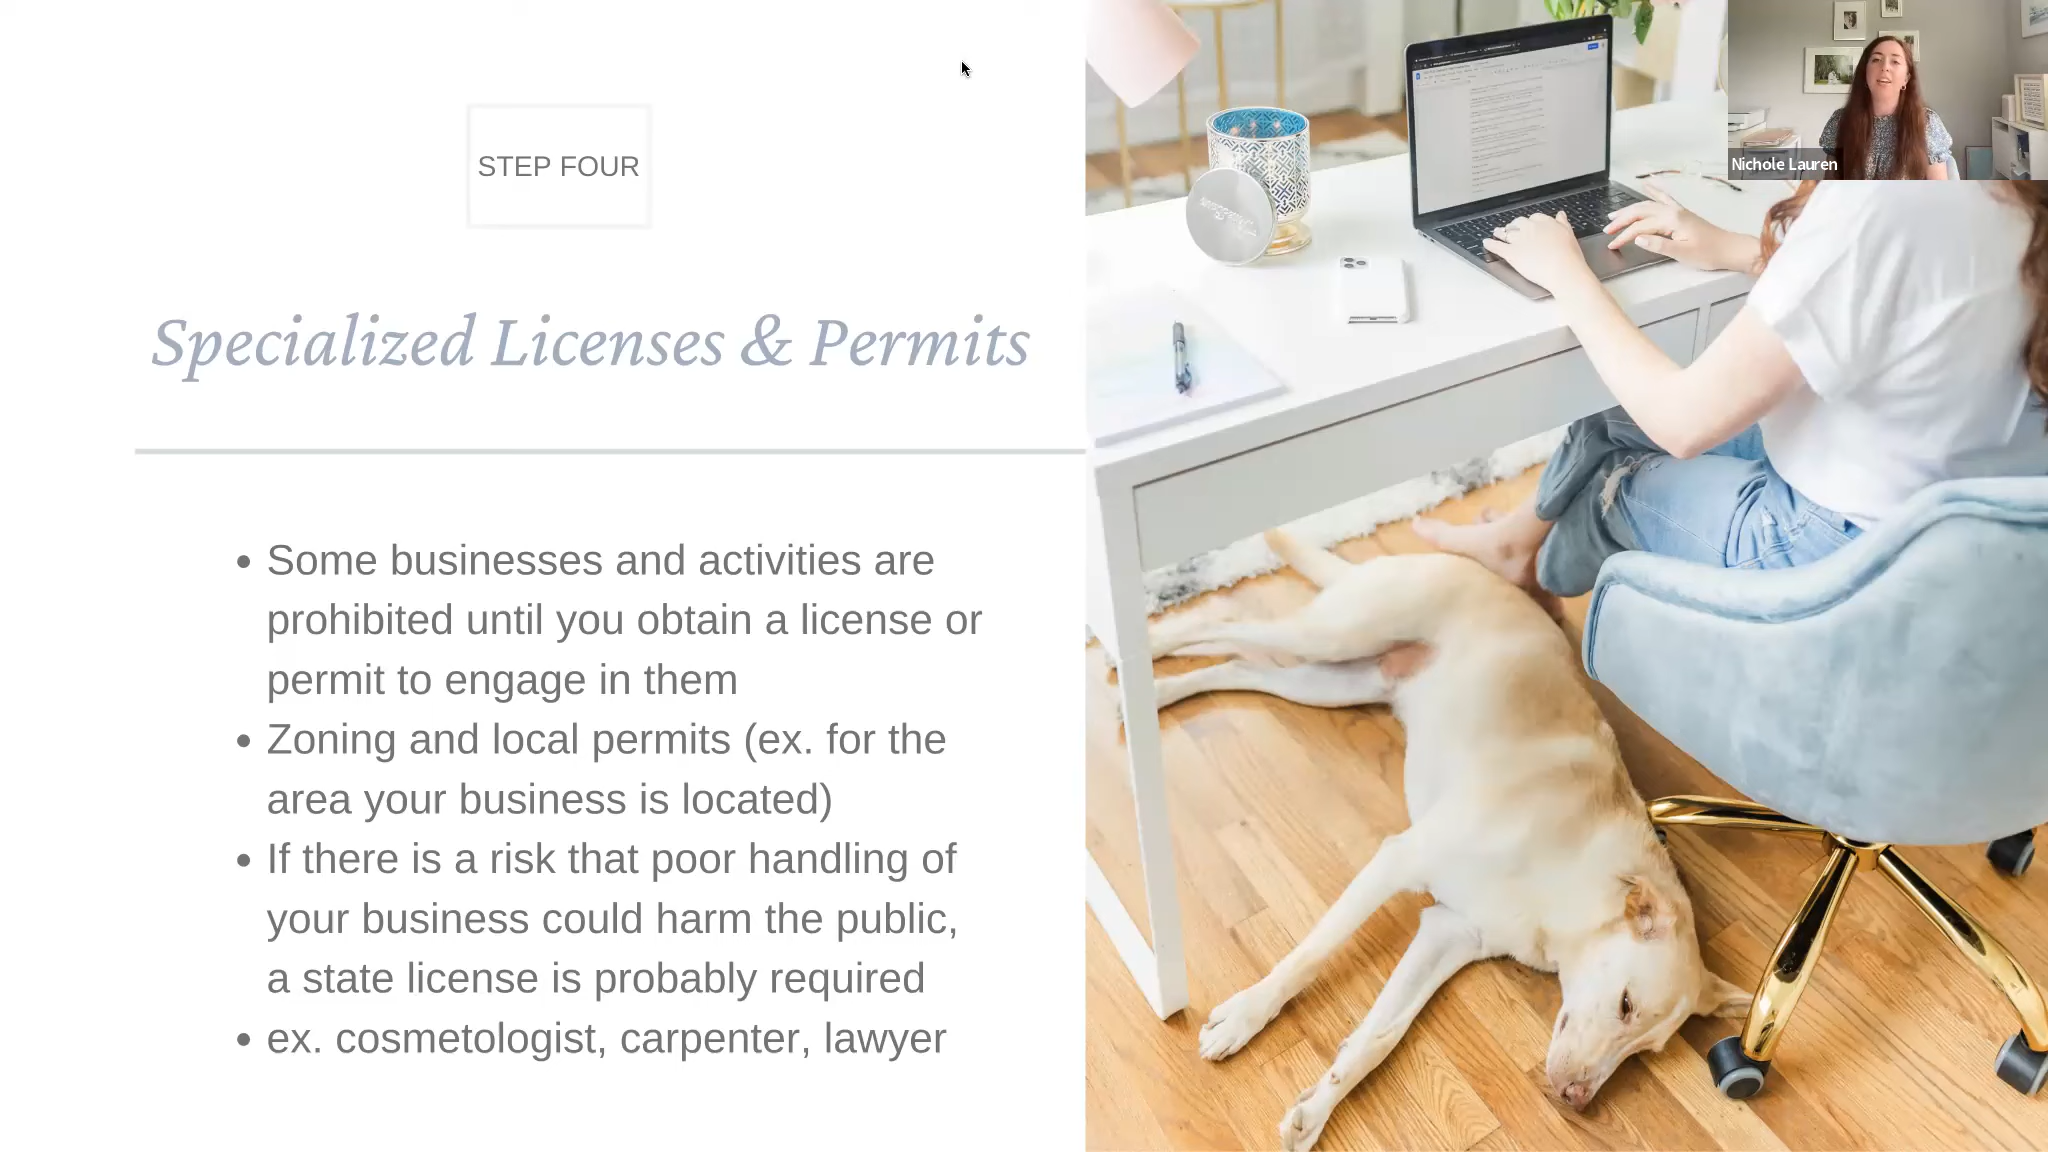 STEP FOUR
Specialized Licenses & Permits
• Some businesses and activities are
prohibited until you obtain a license or
permit to engage in them
• Zoning and local permits (ex. for the
area your business is located)
• If there is a risk that poor handling of
your business could harm the public,
a state license is probably required
• ex. cosmetologist, carpenter, lawyer
Nichole Lauren